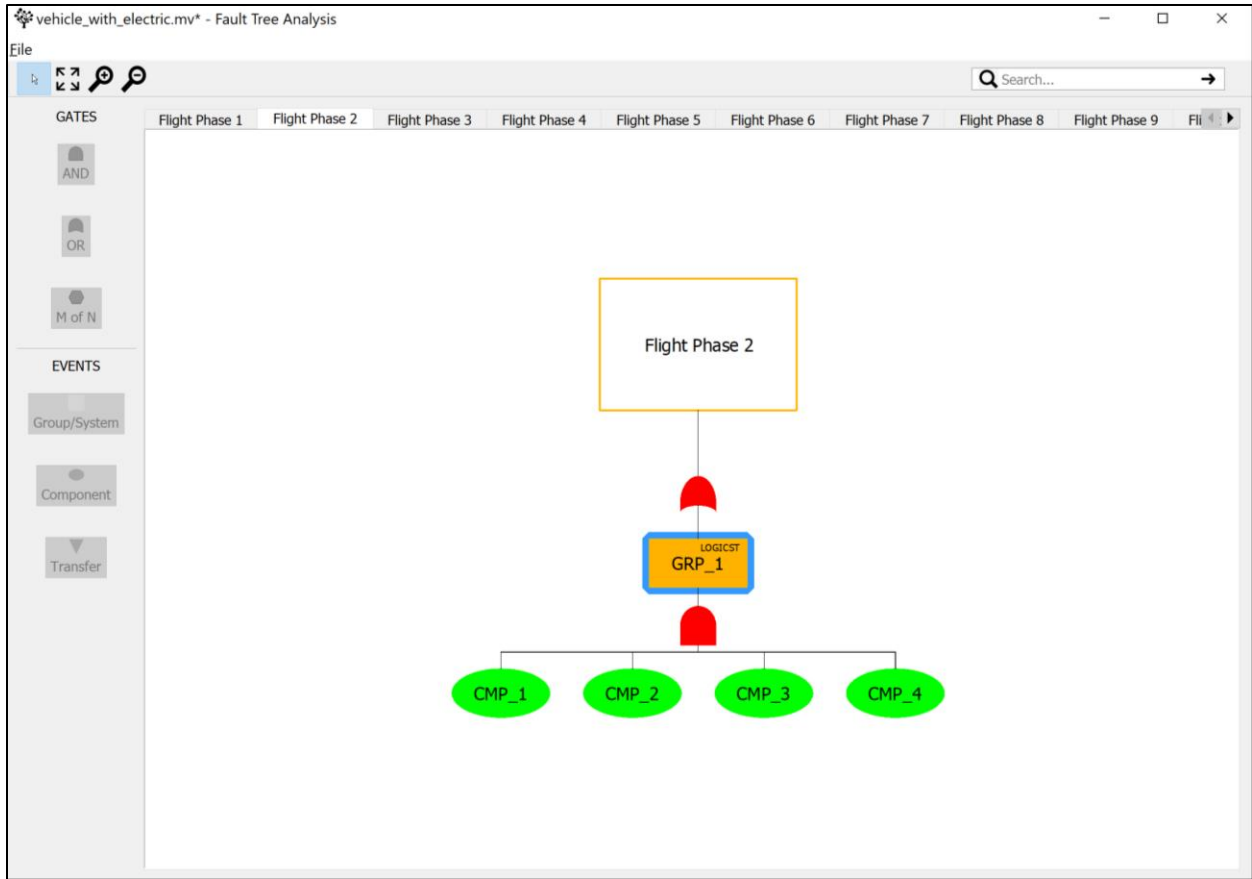 vehicle_with_electric.mv* - Fault Tree Analysis
File
Search...
GATES
Flight Phase 1 Flight Phase 2 Flight Phase 3 Flight Phase 4 Flight Phase 5 Flight Phase 6 Flight Phase 7 Flight Phase 8 Flight Phase 9 Fli
AND
OR
M of N
EVENTS
Group/System
Component
Transfer
Flight Phase 2
LOGICST
GRP_1
CMP_1 CMP_2 CMP_3 CMP_4